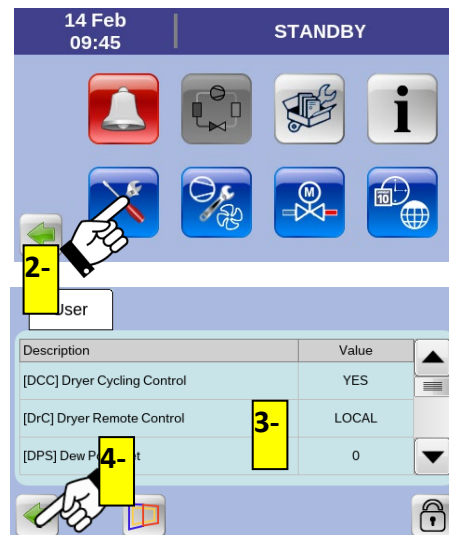 14 Feb
09:45
STANDBY
i
M
10
2-
User
Description Value
[DCC] Dryer Cycling Control YES
[DrC] Dryer Remote Control LOCAL
3-
[DPS] Dew 0
4-